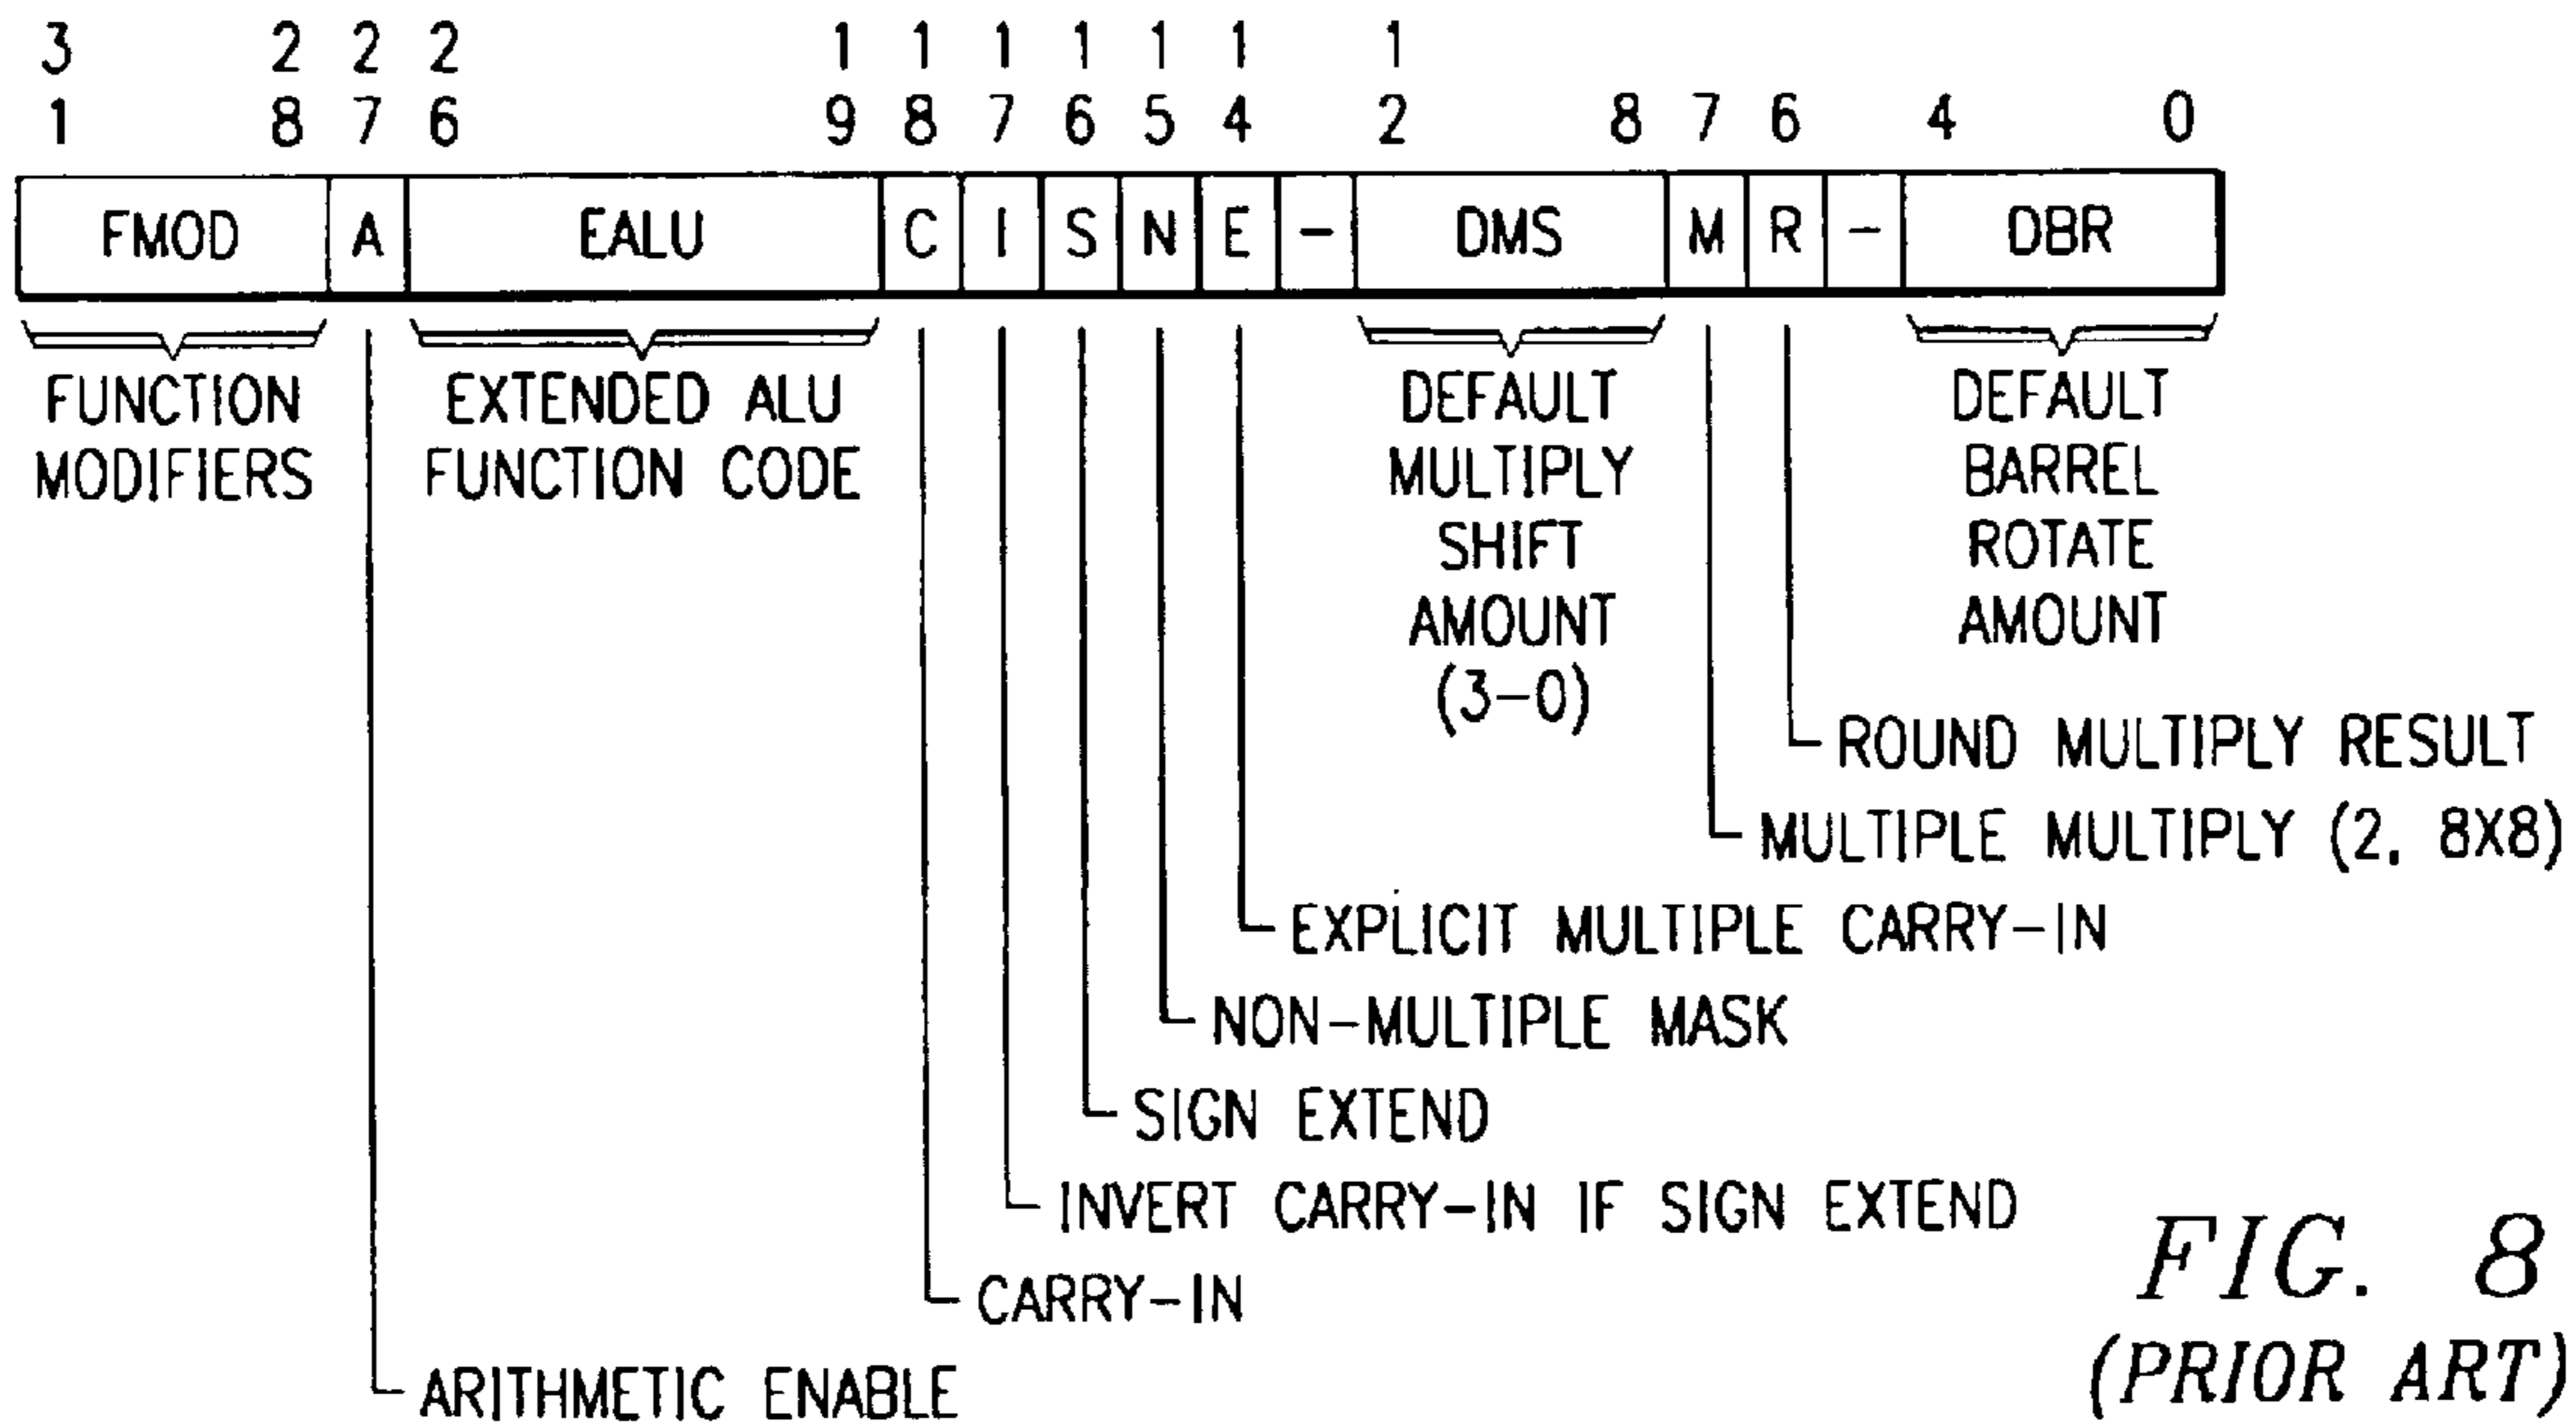 3 2 2 2 1 1 1 1 1 1 1
1 8 7 6 9 8 7 6 5 4 2 8 7 6 4 0
FMOD A EALU C I S N E - DMS M R - DBR
FUNCTION
MODIFIERS
EXTENDED ALU
FUNCTION CODE
DEFAULT
MULTIPLY
SHIFT
AMOUNT
(3-0)
DEFAULT
BARREL
ROTATE
AMOUNT
ROUND MULTIPLY RESULT
MULTIPLE MULTIPLY (2, 8X8)
EXPLICIT MULTIPLE CARRY-IN
NON-MULTIPLE MASK
SIGN EXTEND
INVERT CARRY-IN IF SIGN EXTEND
CARRY-IN
ARITHMETIC ENABLE
FIG. 8
(PRIOR ART)